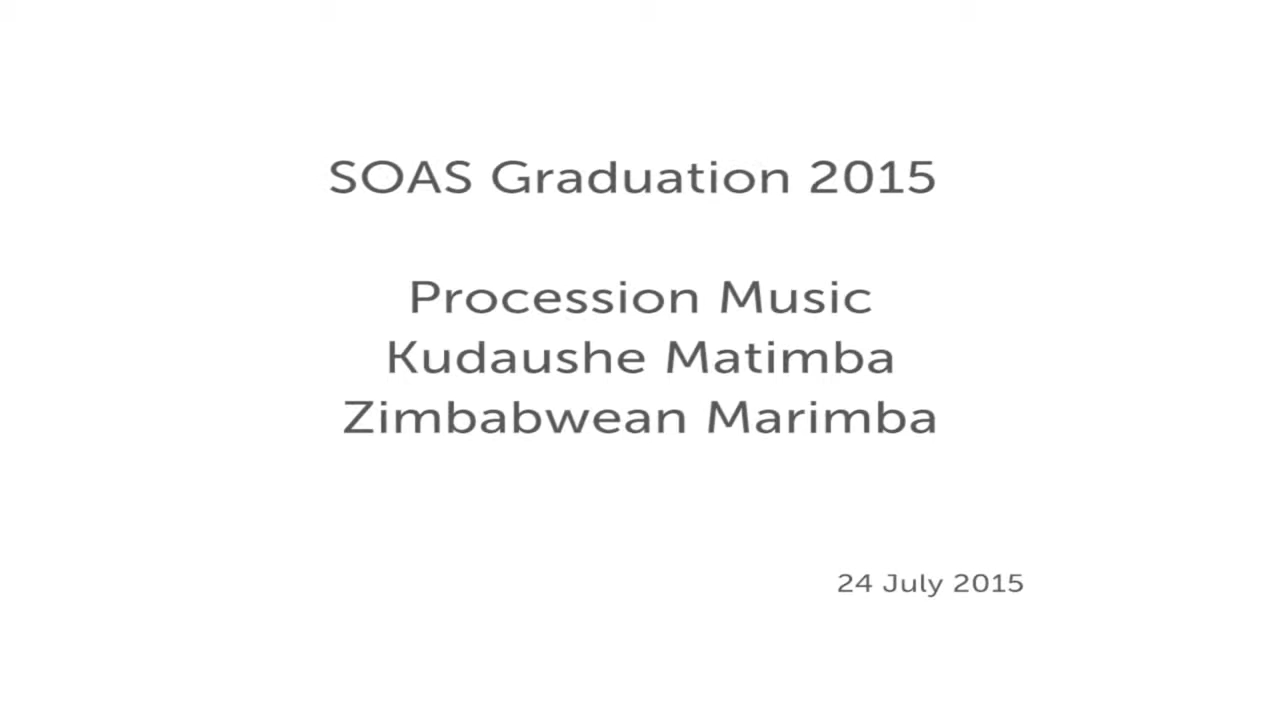 SOAS Graduation 2015
Procession Music
Kudaushe Matimba
Zimbabwean Marimba
24 July 2015